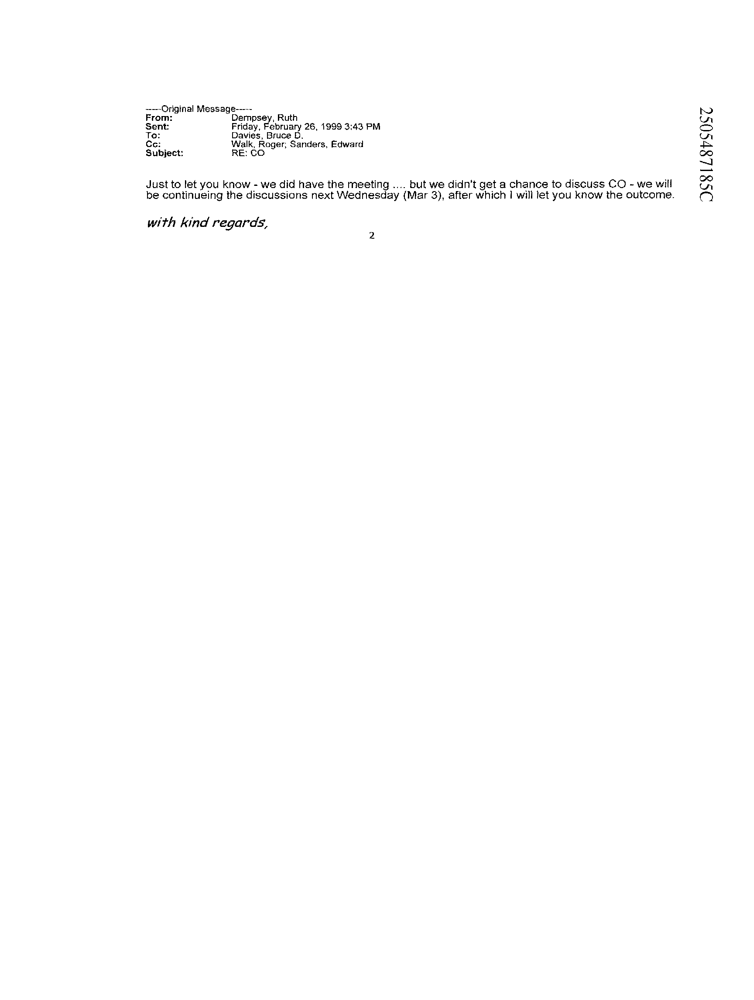 -----Original Message-----
From: Dempsey, Ruth
Sent: Friday, February 26, 1999 3:43 PM
To: Davies, Bruce D.
Cc: Walk, Roger; Sanders, Edward
Subject: RE: CO
Just to let you know - we did have the meeting .... but we didn't get a chance to discuss CO - we will
be continueing the discussions next Wednesday (Mar 3), after which I will let you know the outcome.
with kind regards,
2
2505487185C